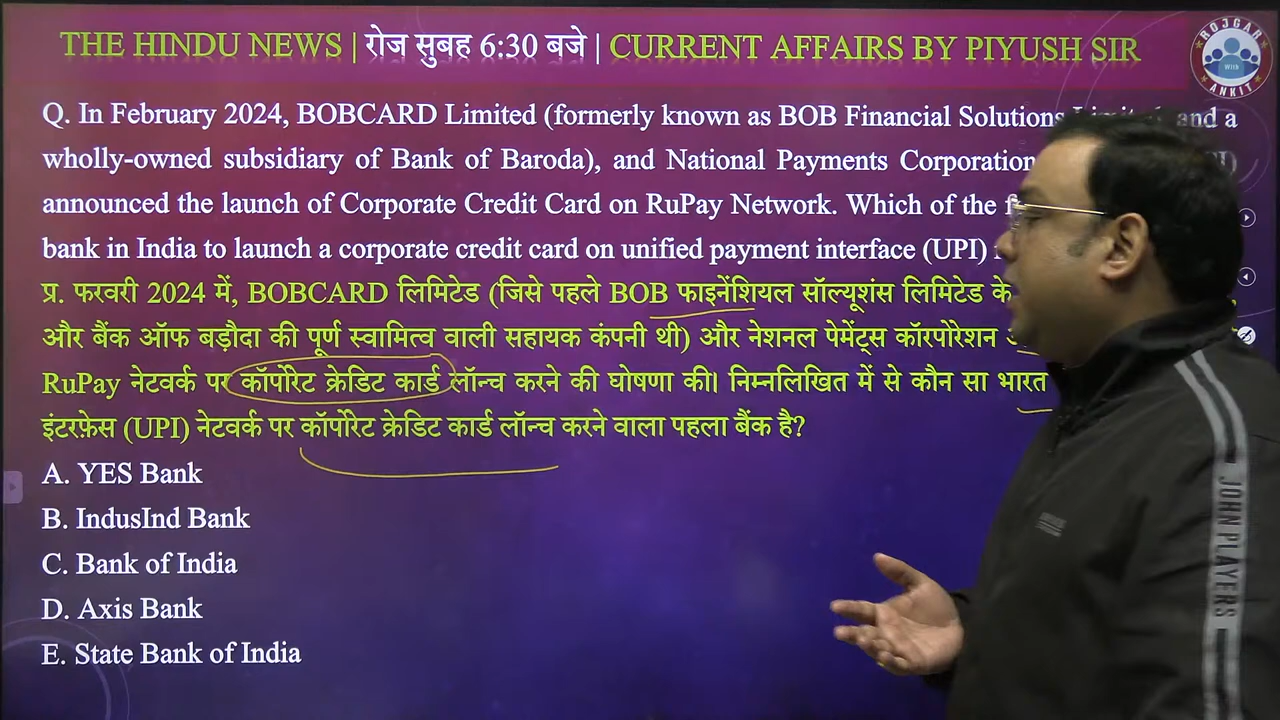 THE HINDU NEWS | रोज सुबह 6:30 बजे | CURRENT AFFAIRS BY PIYUSH SIR
ROJGAR WITH ANKIT
Q. In February 2024, BOBCARD Limited (formerly known as BOB Financial Solutions and a
wholly-owned subsidiary of Bank of Baroda), and National Payments Corporation
announced the launch of Corporate Credit Card on RuPay Network. Which of the
bank in India to launch a corporate credit card on unified payment interface (UPI)
प्र. फरवरी 2024 में, BOBCARD लिमिटेड (जिसे पहले BOB फाइनेंशियल सॉल्यूशंस लिमिटेड के
और बैंक ऑफ बड़ौदा की पूर्ण स्वामित्व वाली सहायक कंपनी थी) और नेशनल पेमेंट्स कॉरपोरेशन
RuPay नेटवर्क पर कॉर्पोरेट क्रेडिट कार्ड लॉन्च करने की घोषणा की। निम्नलिखित में से कौन सा भारत
इंटरफ़ेस (UPI) नेटवर्क पर कॉर्पोरेट क्रेडिट कार्ड लॉन्च करने वाला पहला बैंक है?
A. YES Bank
B. IndusInd Bank
C. Bank of India
D. Axis Bank
E. State Bank of India
JOHN PLAYERS